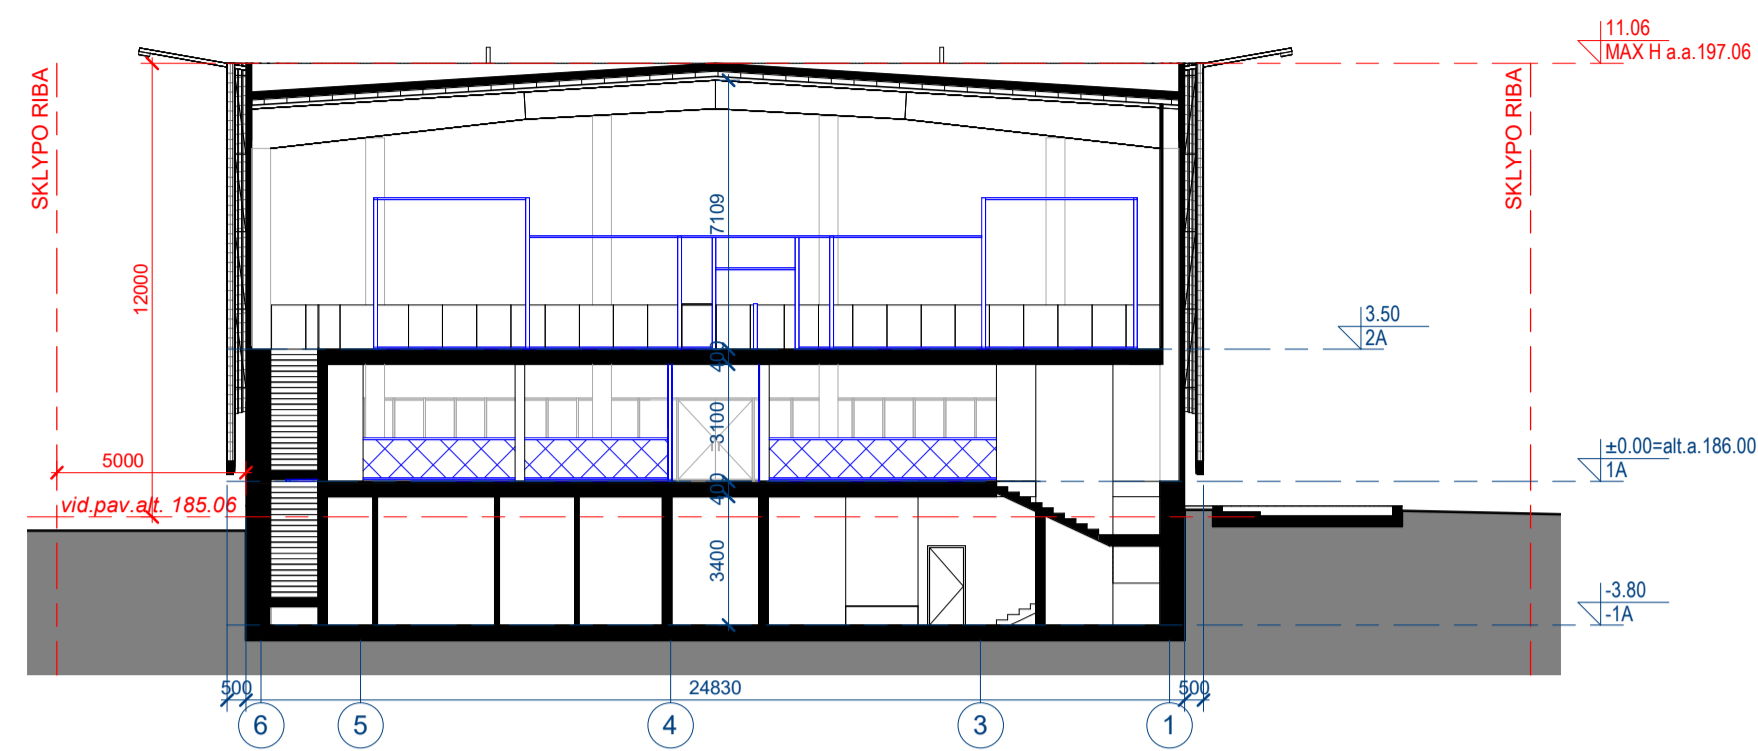 11.06
MAX H a.a.197.06
SKLYPO RIBA
SKLYPO RIBA
12000
7109
3.50
2A
400
3100
±0.00=alt.a.186.00
1A
5000
400
vid.pav.alt. 185.06
3400
-3.80
-1A
500
24830
500
6
5
4
3
1